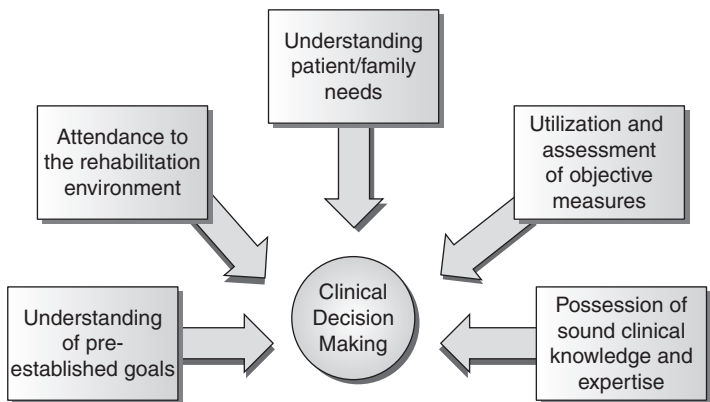 Understanding
patient/family
needs
Attendance to
the rehabilitation
environment
Utilization and
assessment
of objective
measures
Understanding
of pre-
established goals
Clinical
Decision
Making
Possession of
sound clinical
knowledge and
expertise